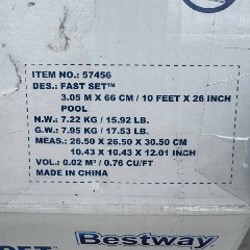 ITEM NO.: 57456
DES.: FAST SET™
3.05 M X 66 CM / 10 FEET X 26 INCH
POOL
N.W.: 7.22 KG / 15.92 LB.
G.W.: 7.95 KG / 17.53 LB.
MEAS.: 26.50 X 26.50 X 30.50 CM
10.43 X 10.43 X 12.01 INCH
VOL.: 0.02 M³ / 0.76 CU/FT
MADE IN CHINA
Bestway